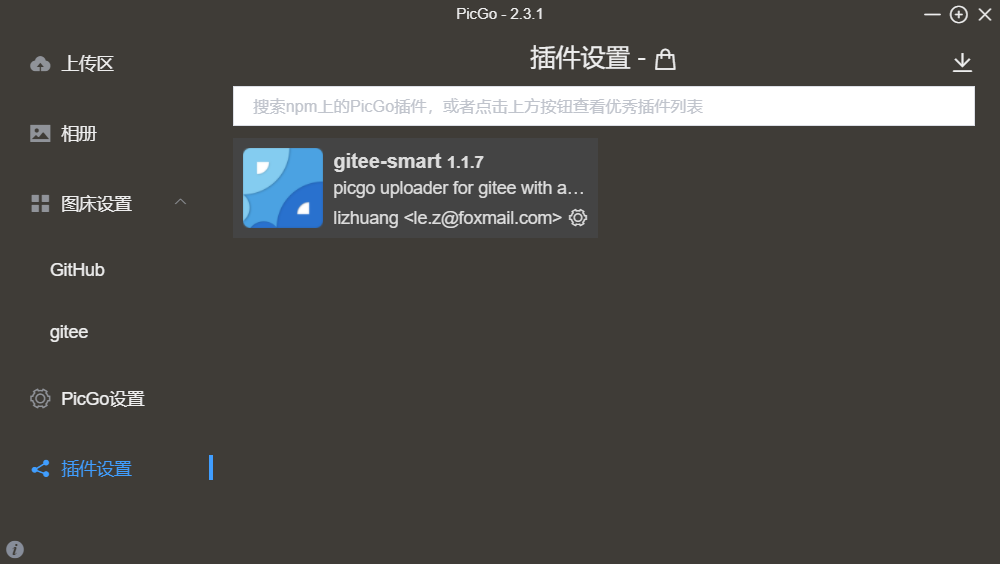 PicGo - 2.3.1
上传区
相册
图床设置
GitHub
gitee
PicGo设置
插件设置
插件设置 -
搜索npm上的PicGo插件，或者点击上方按钮查看优秀插件列表
gitee-smart 1.1.7
picgo uploader for gitee with a…
lizhuang <le.z@foxmail.com>